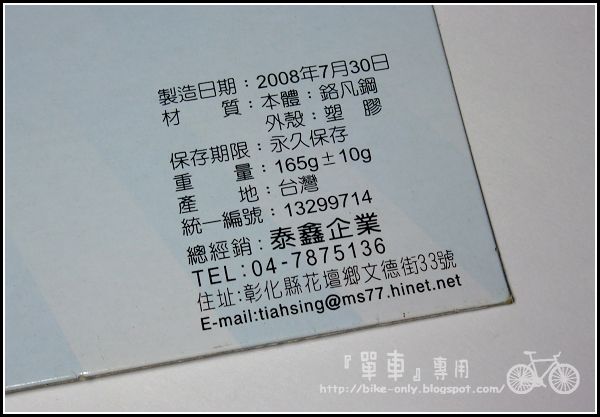 製造日期：2008年7月30日
材　質：本體：鉻凡鋼
外殼：塑　膠
保存期限：永久保存
重　量：165g±10g
產　地：台灣
統一編號：13299714
總經銷：泰鑫企業
TEL：04-7875136
住址:彰化縣花壇鄉文德街33號
E-mail:tiahsing@ms77.hinet.net
『單車』專用
http://bike-only.blogspot.com/